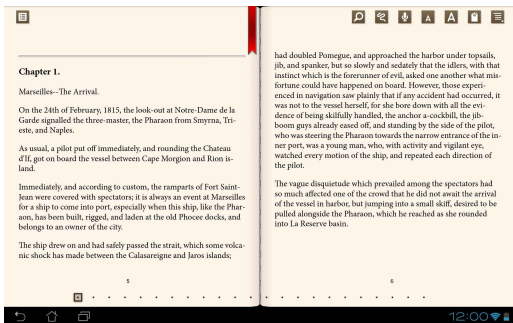 Chapter 1.
Marseilles--The Arrival.
On the 24th of February, 1815, the look-out at Notre-Dame de la
Garde signalled the three-master, the Pharaon from Smyrna, Tri-
este, and Naples.
As usual, a pilot put off immediately, and rounding the Chateau
d'If, got on board the vessel between Cape Morgion and Rion is-
land.
Immediately, and according to custom, the ramparts of Fort Saint-
Jean were covered with spectators; it is always an event at Marseilles
for a ship to come into port, especially when this ship, like the Phar-
aon, has been built, rigged, and laden at the old Phocee docks, and
belongs to an owner of the city.
The ship drew on and had safely passed the strait, which some volca-
nic shock has made between the Calasareigne and Jaros islands;
5
had doubled Pomegue, and approached the harbor under topsails,
jib, and spanker, but so slowly and sedately that the idlers, with that
instinct which is the forerunner of evil, asked one another what mis-
fortune could have happened on board. However, those experi-
enced in navigation saw plainly that if any accident had occurred, it
was not to the vessel herself, for she bore down with all the evi-
dence of being skilfully handled, the anchor a-cockbill, the jib-
boom guys already eased off, and standing by the side of the pilot,
who was steering the Pharaon towards the narrow entrance of the in-
ner port, was a young man, who, with activity and vigilant eye,
watched every motion of the ship, and repeated each direction of
the pilot.
The vague disquietude which prevailed among the spectators had
so much affected one of the crowd that he did not await the arrival
of the vessel in harbor, but jumping into a small skiff, desired to be
pulled alongside the Pharaon, which he reached as she rounded
into La Reserve basin.
6
A A
12:00